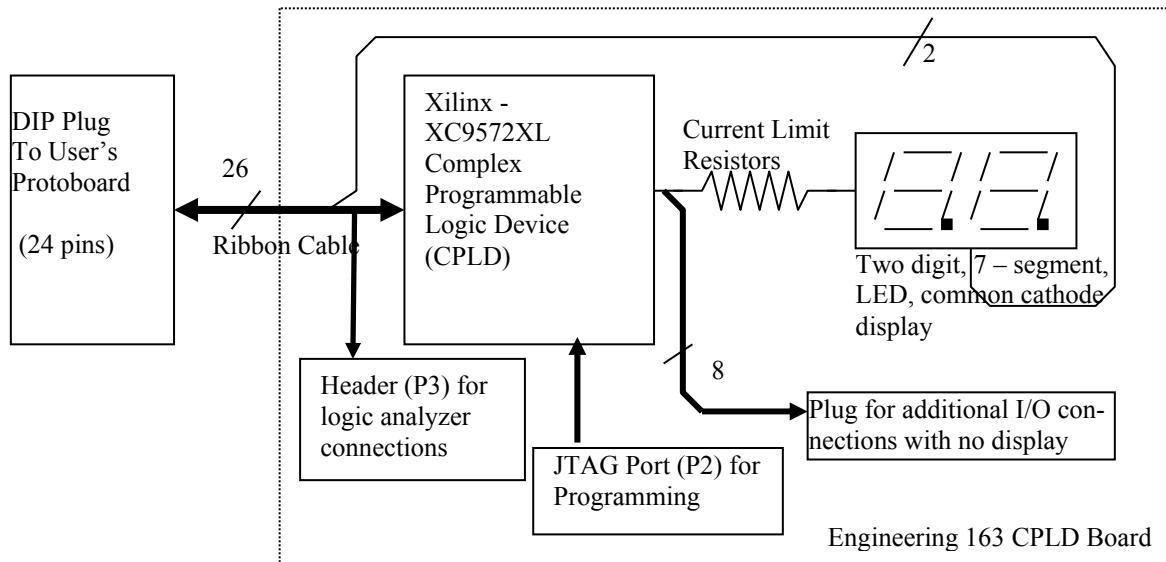 2
DIP Plug
To User's
Protoboard
(24 pins)
26
Ribbon Cable
Xilinx -
XC9572XL
Complex
Programmable
Logic Device
(CPLD)
Current Limit
Resistors
Two digit, 7 – segment,
LED, common cathode
display
8
Header (P3) for
logic analyzer
connections
JTAG Port (P2) for
Programming
Plug for additional I/O con-
nections with no display
Engineering 163 CPLD Board